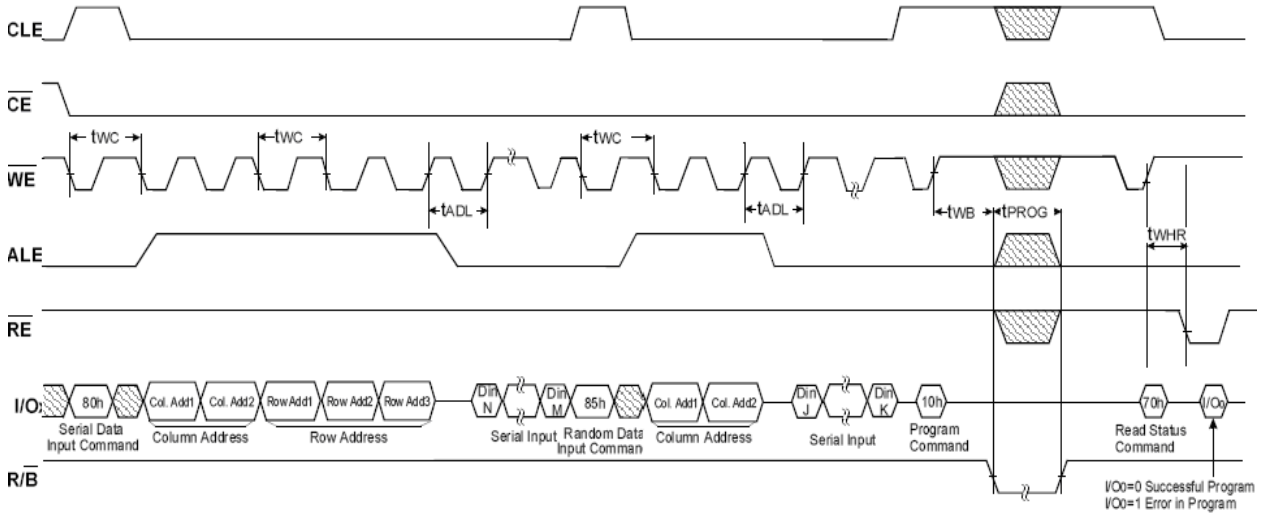 CLE
CE
tWC tWC tWC
WE
tADL tADL tWB tPROG
tWHR
ALE
RE
I/Ox 80h Col. Add1 Col. Add2 Row Add1 Row Add2 Row Add3 Din N Din M 85h Col. Add1 Col. Add2 Din J Din K 10h 70h I/O0
Serial Data Input Command Column Address Row Address Serial Input Random Data Input Command Column Address Serial Input Program Command Read Status Command
R/B
I/O0=0 Successful Program
I/O0=1 Error in Program